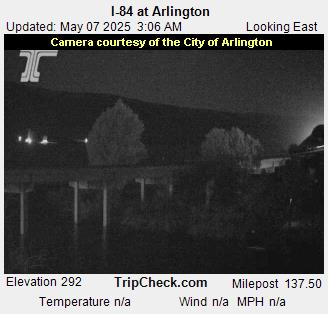 I-84 at Arlington
Updated: May 07 2025 3:06 AM Looking East
Camera courtesy of the City of Arlington
Elevation 292 TripCheck.com Milepost 137.50
Temperature n/a Wind n/a MPH n/a